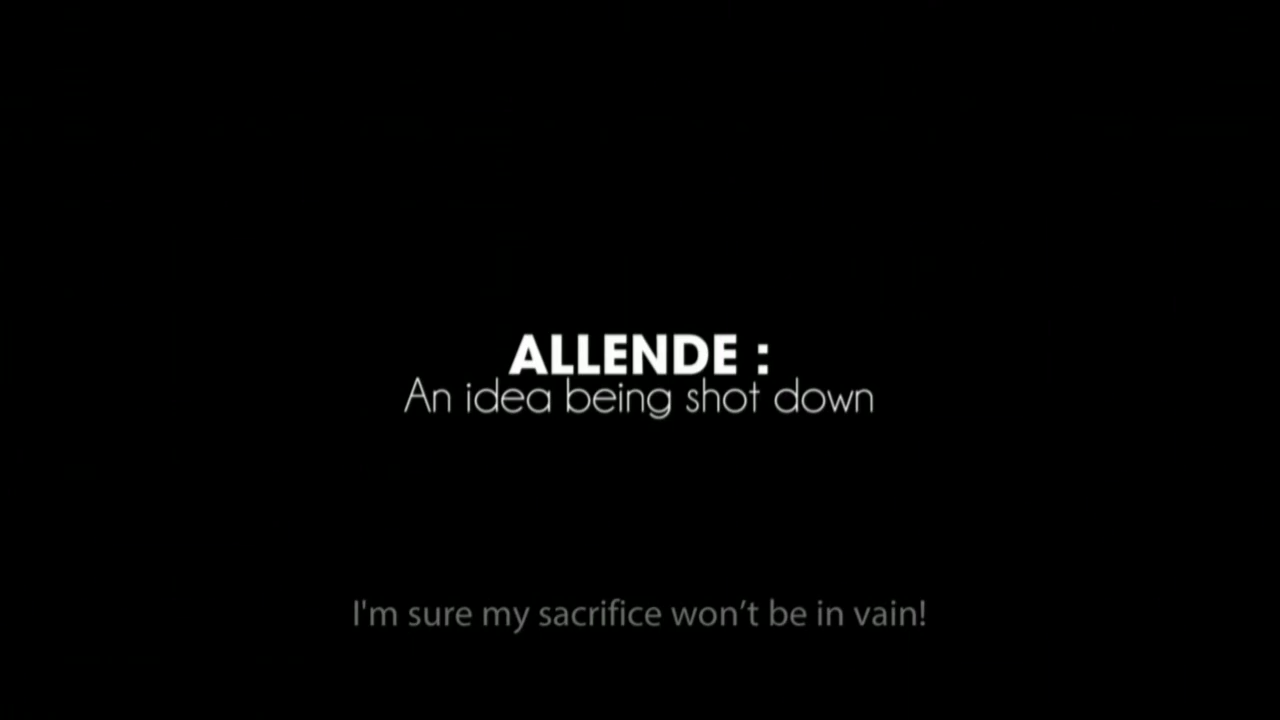 ALLENDE :
An idea being shot down
I'm sure my sacrifice won’t be in vain!